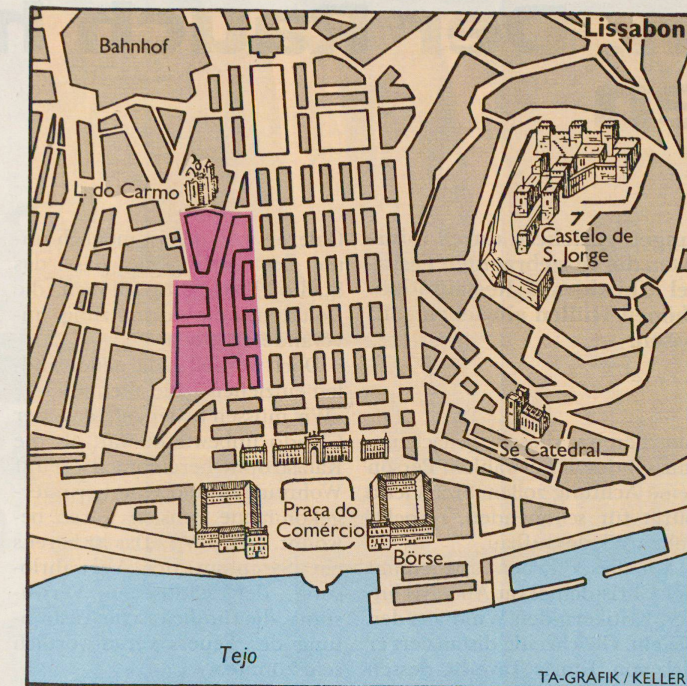 Lissabon
Bahnhof
L. do Carmo
Castelo de
S. Jorge
Sé Catedral
Praça do
Comércio
Börse
Tejo
TA-GRAFIK / KELLER